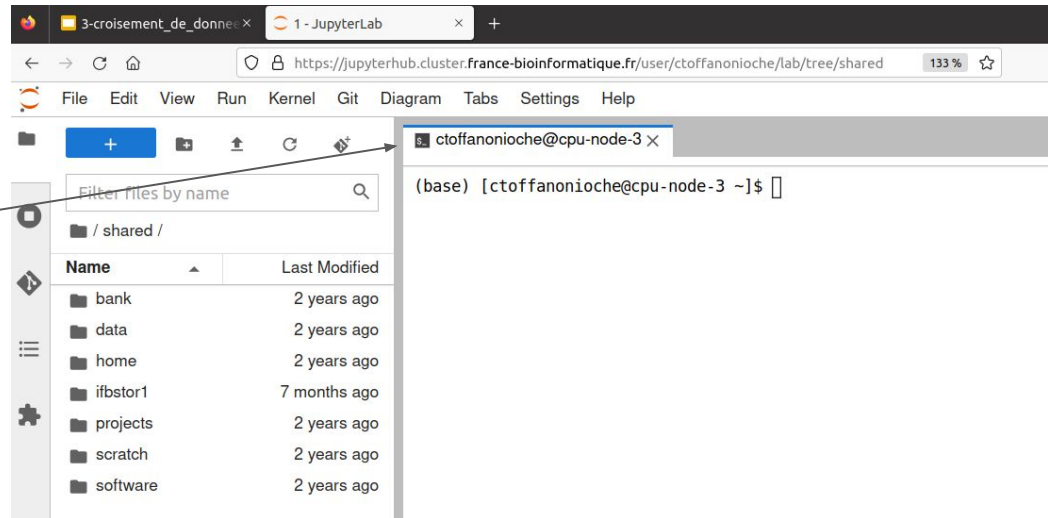 3-croisement_de_donnee
1 - JupyterLab
https://jupyterhub.cluster.france-bioinformatique.fr/user/ctoffanonioche/lab/tree/shared 133 %
File Edit View Run Kernel Git Diagram Tabs Settings Help
ctoffanonioche@cpu-node-3
Filter files by name
/ shared /
Name Last Modified
bank 2 years ago
data 2 years ago
home 2 years ago
ifbstor1 7 months ago
projects 2 years ago
scratch 2 years ago
software 2 years ago
(base) [ctoffanonioche@cpu-node-3 ~]$